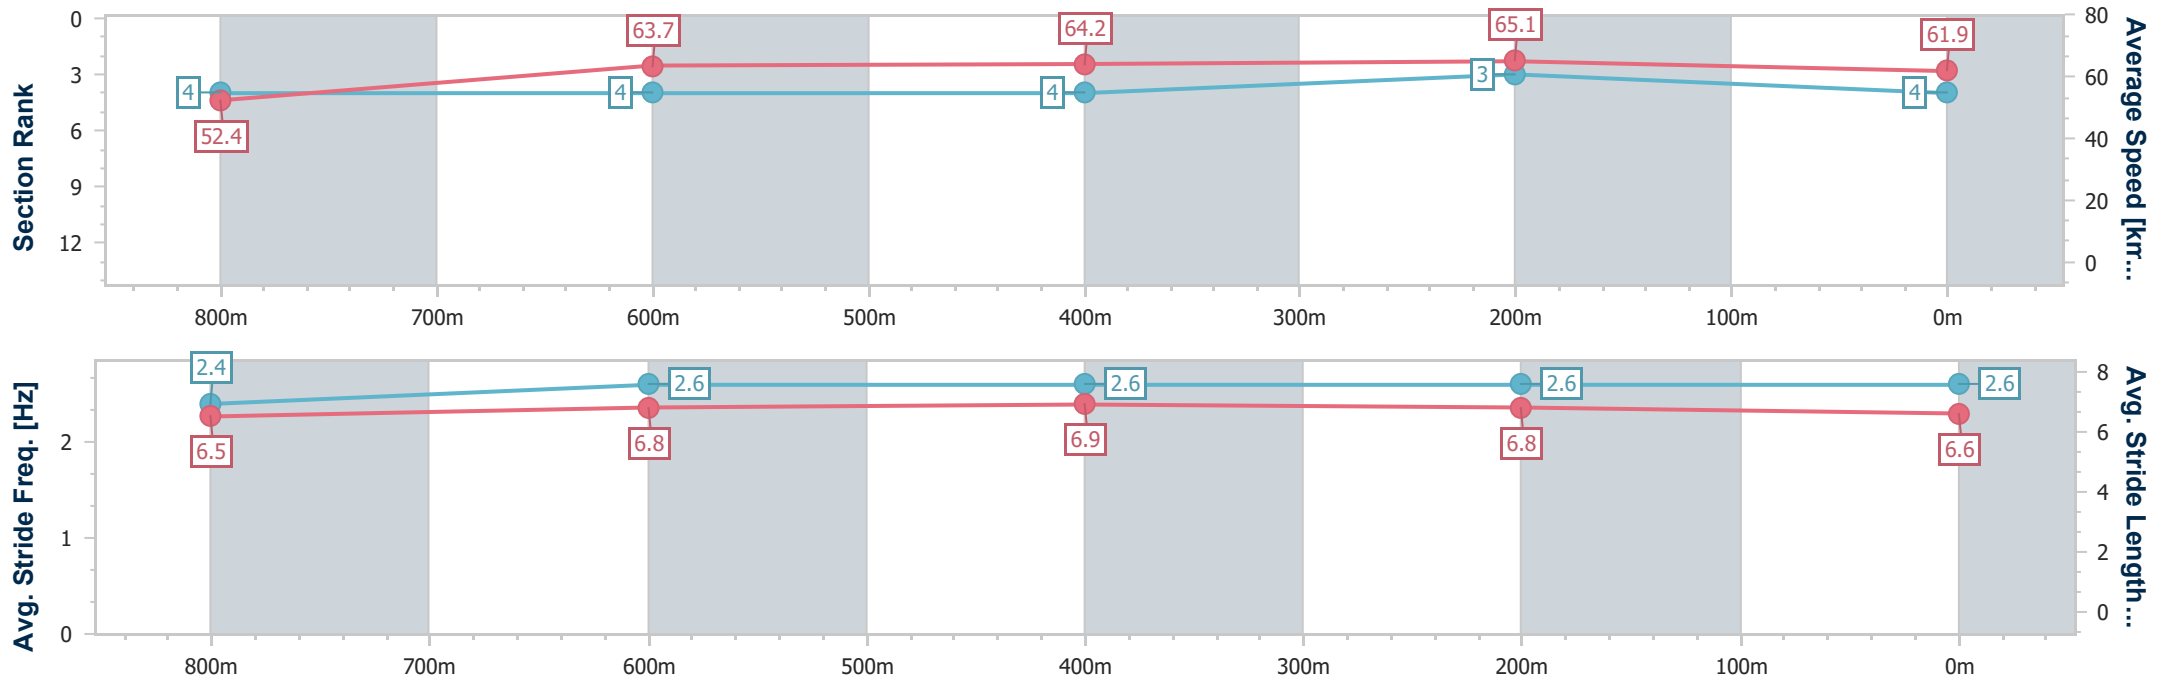 Section Rank
0
3
6
9
12
4
4
4
3
4
52.4
63.7
64.2
65.1
61.9
80
60
40
20
0
Average Speed [km...
800m
700m
600m
500m
400m
300m
200m
100m
0m
Avg. Stride Freq. [Hz]
2
1
0
2.4
2.6
2.6
2.6
2.6
6.5
6.8
6.9
6.8
6.6
8
6
4
2
0
Avg. Stride Length...
800m
700m
600m
500m
400m
300m
200m
100m
0m